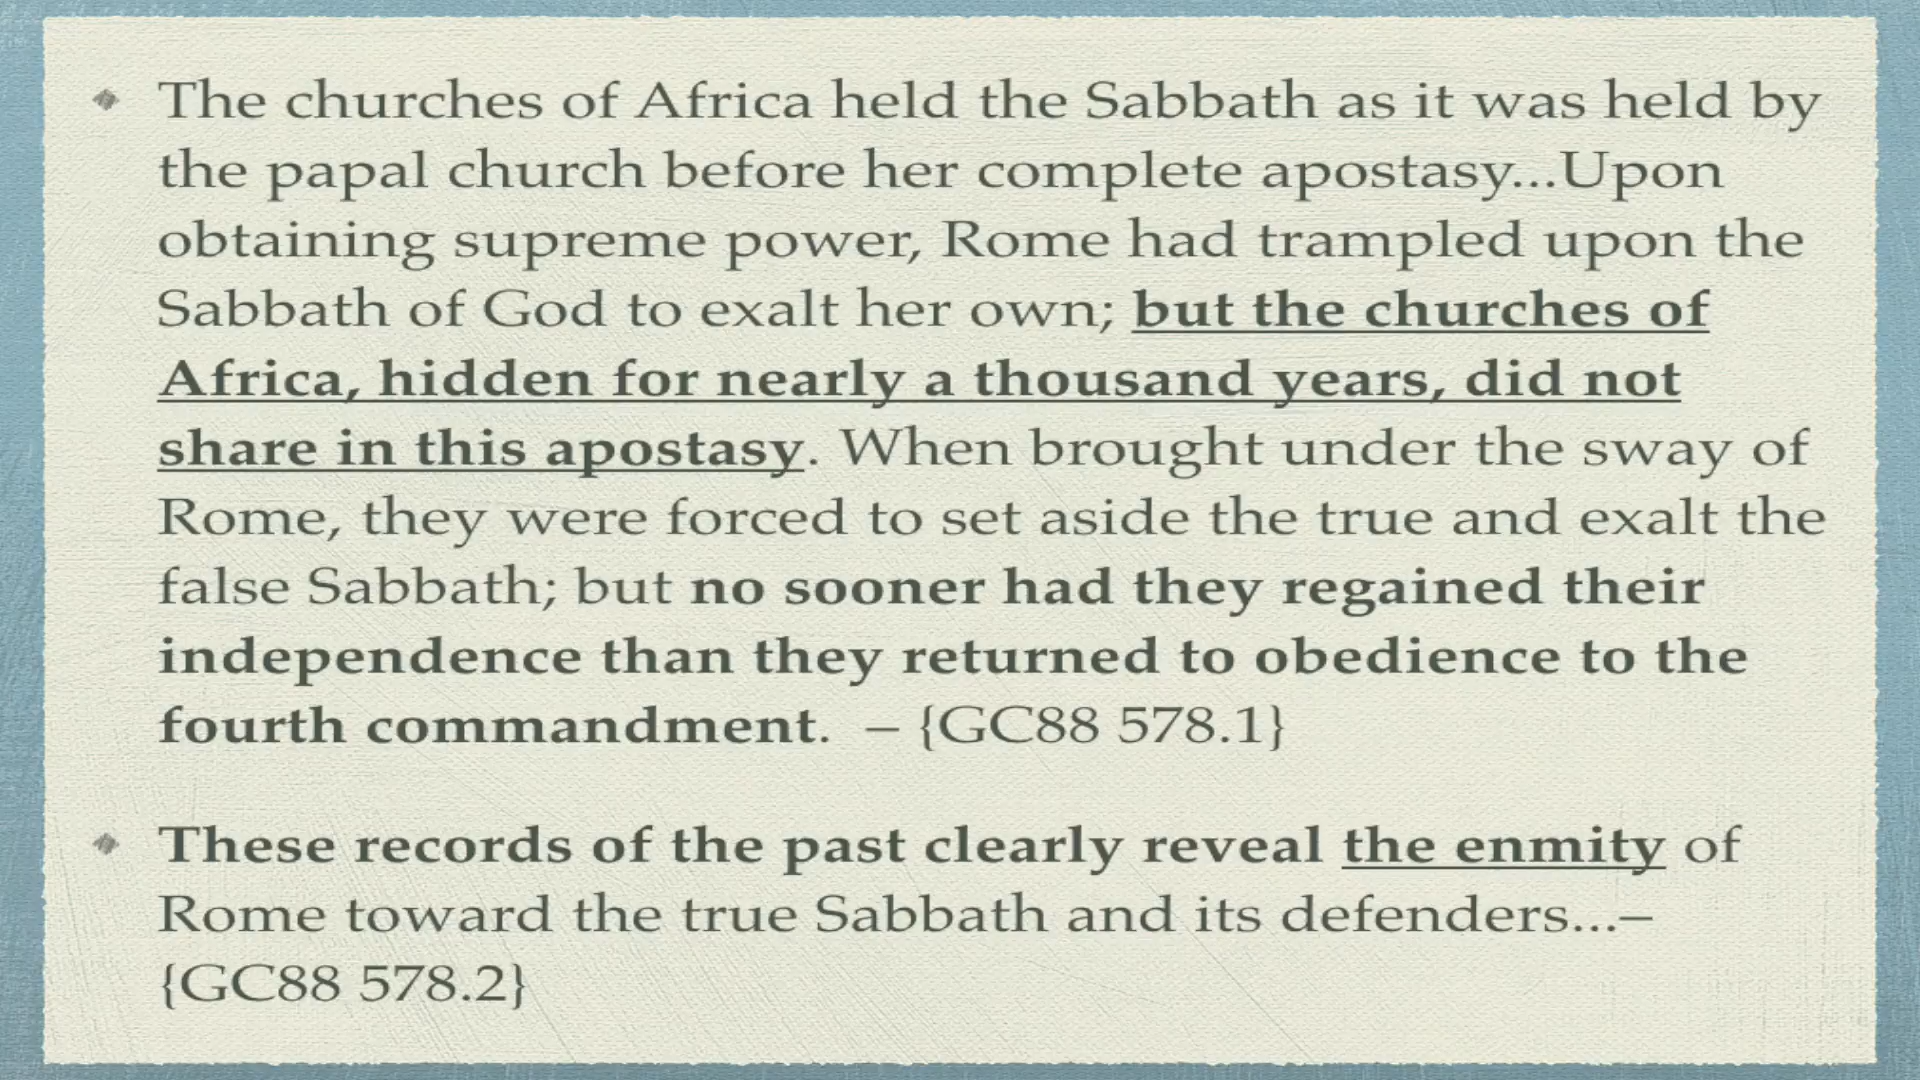 The churches of Africa held the Sabbath as it was held by
the papal church before her complete apostasy...Upon
obtaining supreme power, Rome had trampled upon the
Sabbath of God to exalt her own; but the churches of
Africa, hidden for nearly a thousand years, did not
share in this apostasy. When brought under the sway of
Rome, they were forced to set aside the true and exalt the
false Sabbath; but no sooner had they regained their
independence than they returned to obedience to the
fourth commandment. – {GC88 578.1}
These records of the past clearly reveal the enmity of
Rome toward the true Sabbath and its defenders...–
{GC88 578.2}